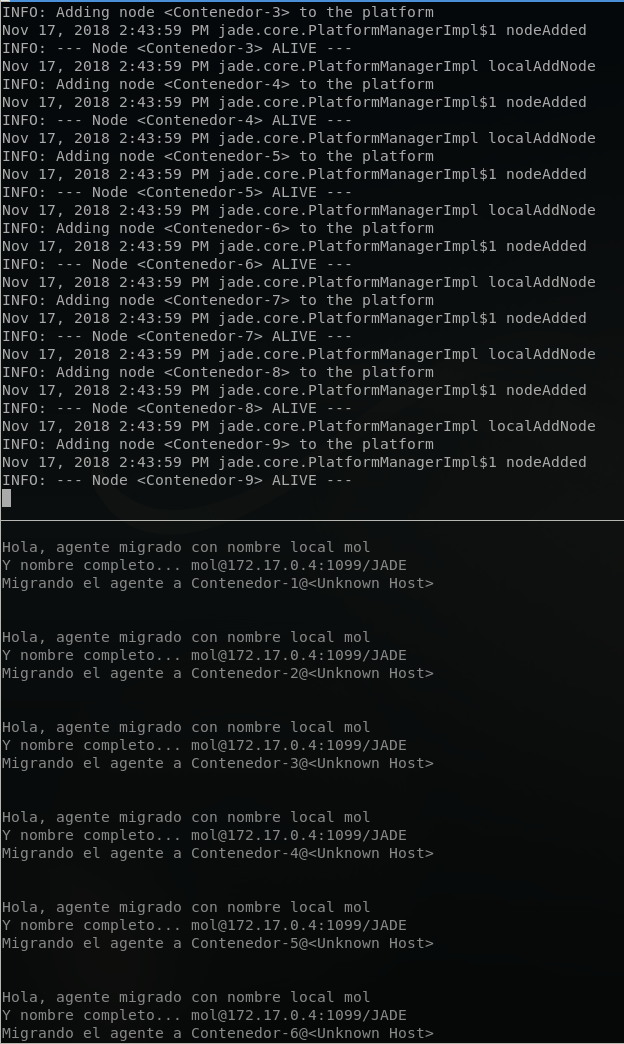 INFO: Adding node <Contenedor-3> to the platform
Nov 17, 2018 2:43:59 PM jade.core.PlatformManagerImpl$1 nodeAdded
INFO: --- Node <Contenedor-3> ALIVE ---
Nov 17, 2018 2:43:59 PM jade.core.PlatformManagerImpl localAddNode
INFO: Adding node <Contenedor-4> to the platform
Nov 17, 2018 2:43:59 PM jade.core.PlatformManagerImpl$1 nodeAdded
INFO: --- Node <Contenedor-4> ALIVE ---
Nov 17, 2018 2:43:59 PM jade.core.PlatformManagerImpl localAddNode
INFO: Adding node <Contenedor-5> to the platform
Nov 17, 2018 2:43:59 PM jade.core.PlatformManagerImpl$1 nodeAdded
INFO: --- Node <Contenedor-5> ALIVE ---
Nov 17, 2018 2:43:59 PM jade.core.PlatformManagerImpl localAddNode
INFO: Adding node <Contenedor-6> to the platform
Nov 17, 2018 2:43:59 PM jade.core.PlatformManagerImpl$1 nodeAdded
INFO: --- Node <Contenedor-6> ALIVE ---
Nov 17, 2018 2:43:59 PM jade.core.PlatformManagerImpl localAddNode
INFO: Adding node <Contenedor-7> to the platform
Nov 17, 2018 2:43:59 PM jade.core.PlatformManagerImpl$1 nodeAdded
INFO: --- Node <Contenedor-7> ALIVE ---
Nov 17, 2018 2:43:59 PM jade.core.PlatformManagerImpl localAddNode
INFO: Adding node <Contenedor-8> to the platform
Nov 17, 2018 2:43:59 PM jade.core.PlatformManagerImpl$1 nodeAdded
INFO: --- Node <Contenedor-8> ALIVE ---
Nov 17, 2018 2:43:59 PM jade.core.PlatformManagerImpl localAddNode
INFO: Adding node <Contenedor-9> to the platform
Nov 17, 2018 2:43:59 PM jade.core.PlatformManagerImpl$1 nodeAdded
INFO: --- Node <Contenedor-9> ALIVE ---
Hola, agente migrado con nombre local mol
Y nombre completo... mol@172.17.0.4:1099/JADE
Migrando el agente a Contenedor-1@<Unknown Host>
Hola, agente migrado con nombre local mol
Y nombre completo... mol@172.17.0.4:1099/JADE
Migrando el agente a Contenedor-2@<Unknown Host>
Hola, agente migrado con nombre local mol
Y nombre completo... mol@172.17.0.4:1099/JADE
Migrando el agente a Contenedor-3@<Unknown Host>
Hola, agente migrado con nombre local mol
Y nombre completo... mol@172.17.0.4:1099/JADE
Migrando el agente a Contenedor-4@<Unknown Host>
Hola, agente migrado con nombre local mol
Y nombre completo... mol@172.17.0.4:1099/JADE
Migrando el agente a Contenedor-5@<Unknown Host>
Hola, agente migrado con nombre local mol
Y nombre completo... mol@172.17.0.4:1099/JADE
Migrando el agente a Contenedor-6@<Unknown Host>